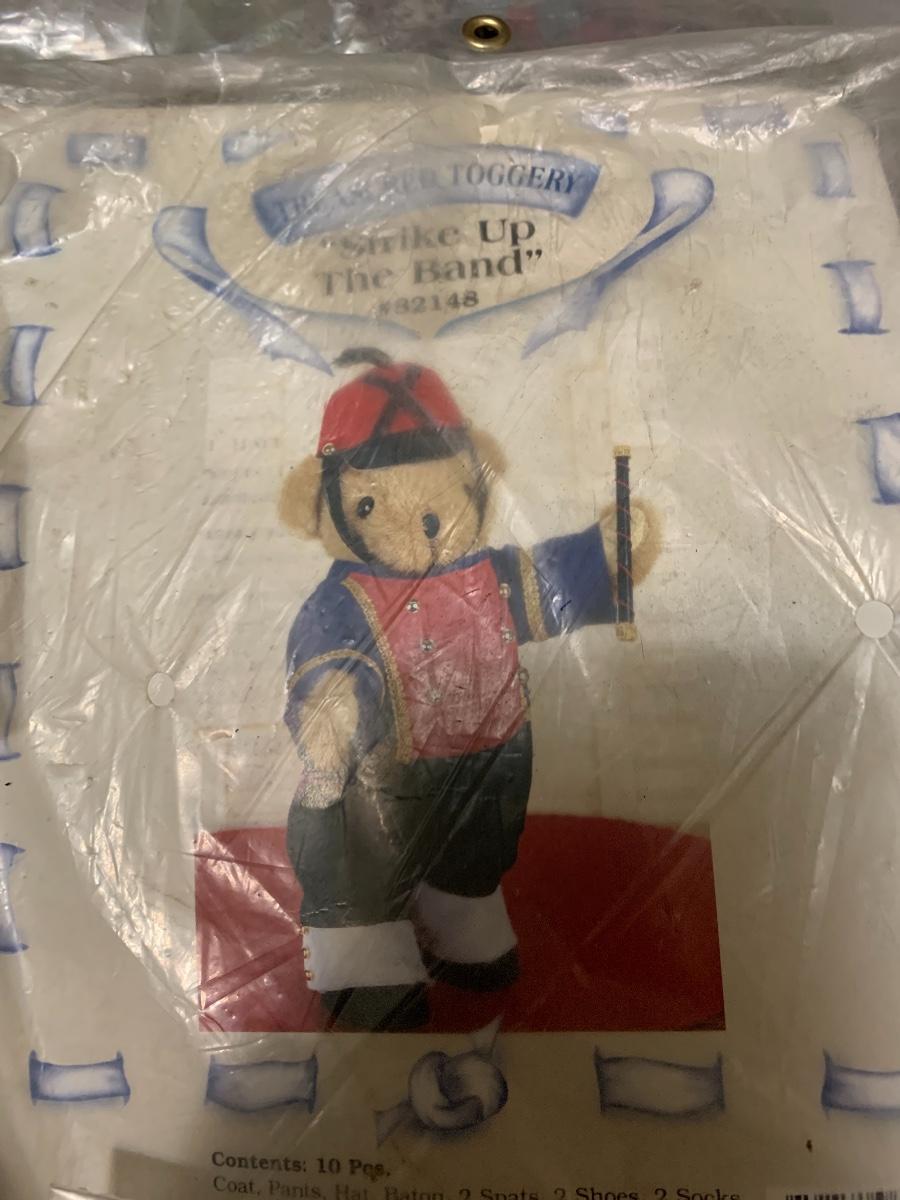 TREASURED TOGGERY
"Strike Up
The Band"
#82148
Contents: 10 Pcs.
Coat, Pants, Hat, Baton, 2 Spats, 2 Shoes, 2 Socks